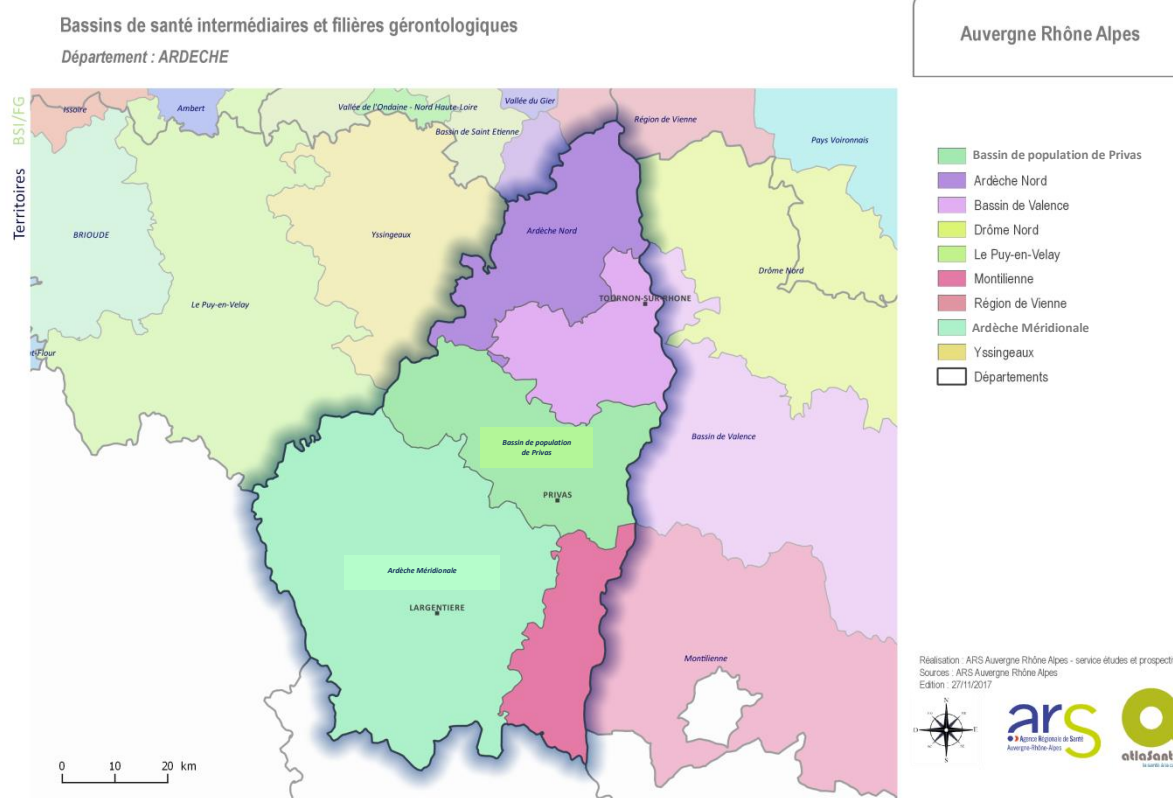 Bassins de santé intermédiaires et filières gérontologiques
Département : ARDECHE
Auvergne Rhône Alpes
Territoires BSI/FG
Issoire
Ambert
Vallée de l'Ondaine - Nord Haute-Loire
Vallée du Gier
Bassin de Saint Etienne
Région de Vienne
Pays Voironnais
BRIOUDE
Yssingeaux
Ardèche Nord
Le Puy-en-Velay
Drôme Nord
TOURNON-SUR-RHONE
Bassin de population
de Privas
Bassin de Valence
PRIVAS
Ardèche Méridionale
LARGENTIERE
Montilienne
Bassin de population de Privas
Ardèche Nord
Bassin de Valence
Drôme Nord
Le Puy-en-Velay
Montilienne
Région de Vienne
Ardèche Méridionale
Yssingeaux
Départements
Réalisation : ARS Auvergne Rhône Alpes - service études et
Sources : ARS Auvergne Rhône Alpes
Edition : 27/11/2017
N
O
E
S
ars
Agence Régionale de Santé
Auvergne-Rhône-Alpes
0 10 20 km